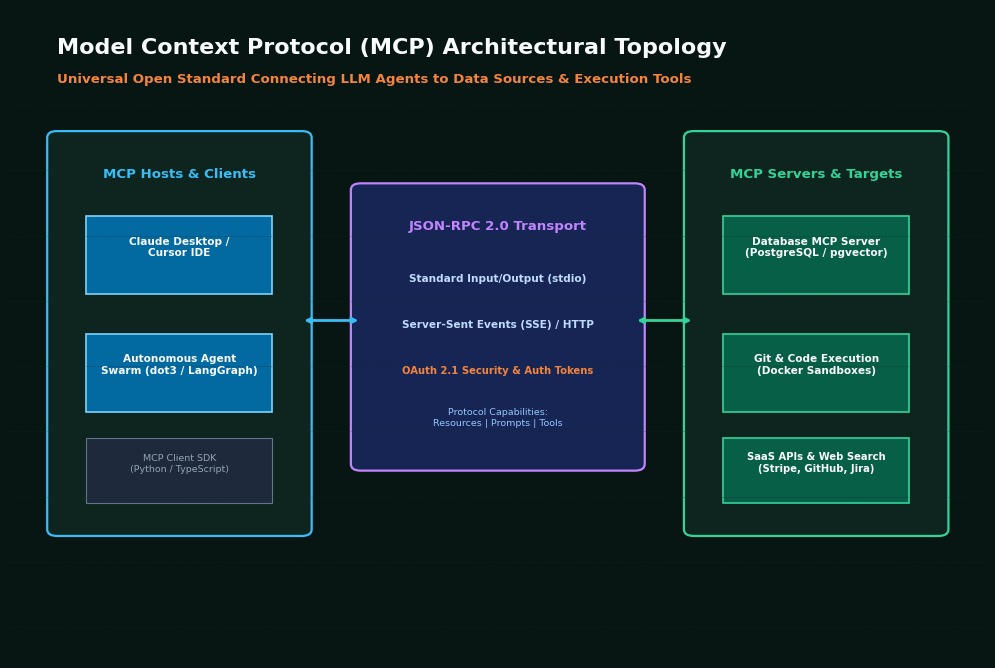 Model Context Protocol (MCP) Architectural Topology
Universal Open Standard Connecting LLM Agents to Data Sources & Execution Tools
MCP Hosts & Clients
Claude Desktop /
Cursor IDE
Autonomous Agent
Swarm (dot3 / LangGraph)
MCP Client SDK
(Python / TypeScript)
JSON-RPC 2.0 Transport
Standard Input/Output (stdio)
Server-Sent Events (SSE) / HTTP
OAuth 2.1 Security & Auth Tokens
Protocol Capabilities:
Resources | Prompts | Tools
MCP Servers & Targets
Database MCP Server
(PostgreSQL / pgvector)
Git & Code Execution
(Docker Sandboxes)
SaaS APIs & Web Search
(Stripe, GitHub, Jira)